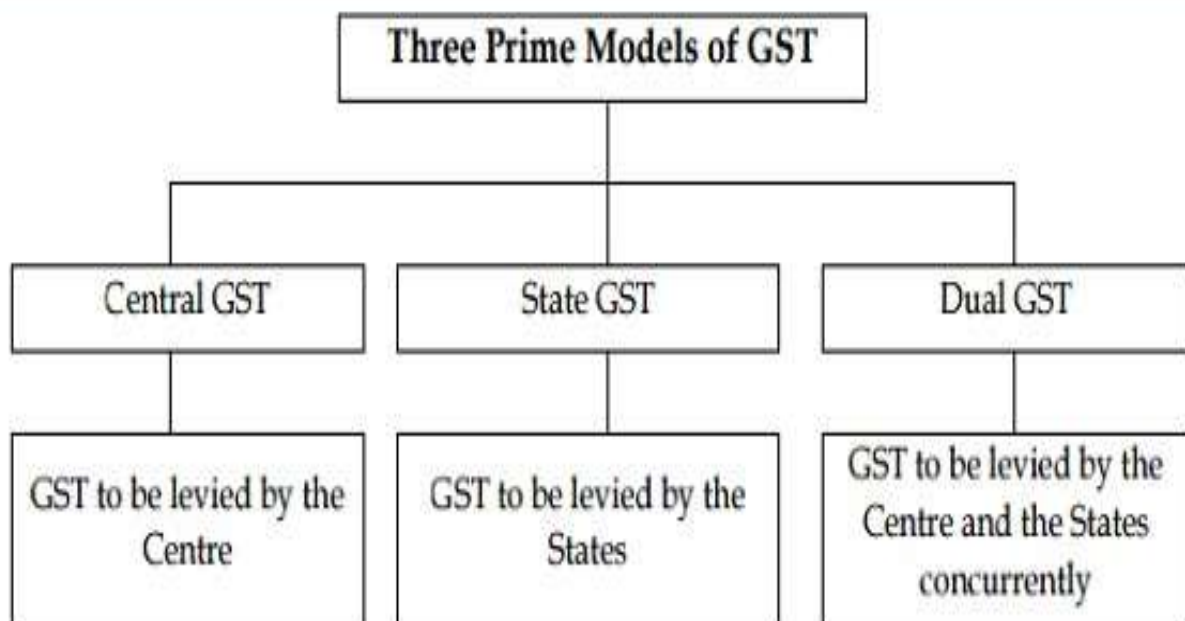 Three Prime Models of GST
Central GST
State GST
Dual GST
GST to be levied by the
Centre
GST to be levied by the
States
GST to be levied by the
Centre and the States
concurrently